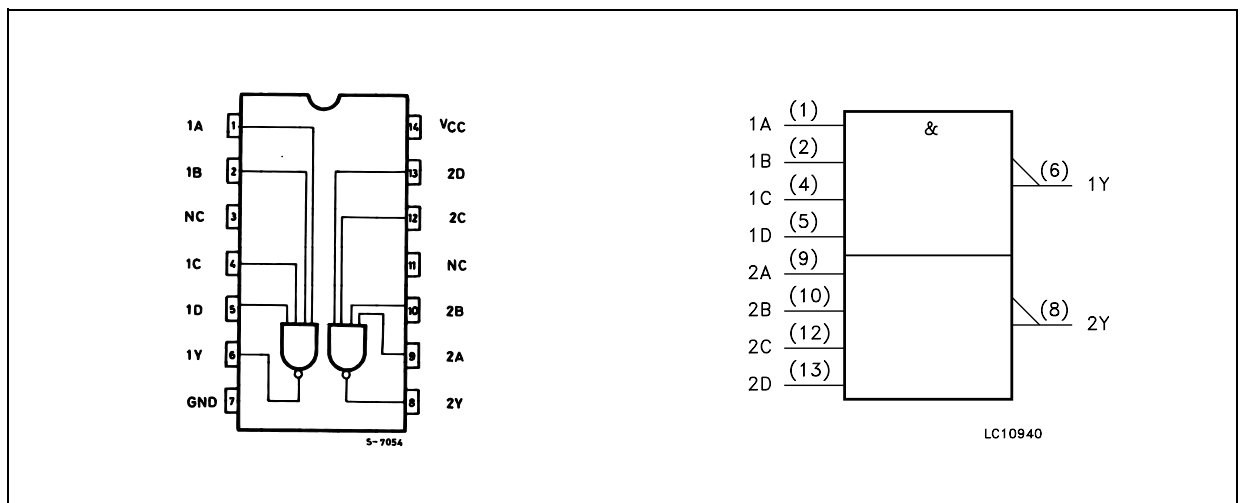 1A 1 14 VCC
1B 2 13 2D
NC 3 12 2C
1C 4 11 NC
1D 5 10 2B
1Y 6 9 2A
GND 7 8 2Y
S-7054
&
1A (1)
1B (2)
1C (4)
1D (5)
2A (9)
2B (10)
2C (12)
2D (13)
(6) 1Y
(8) 2Y
LC10940